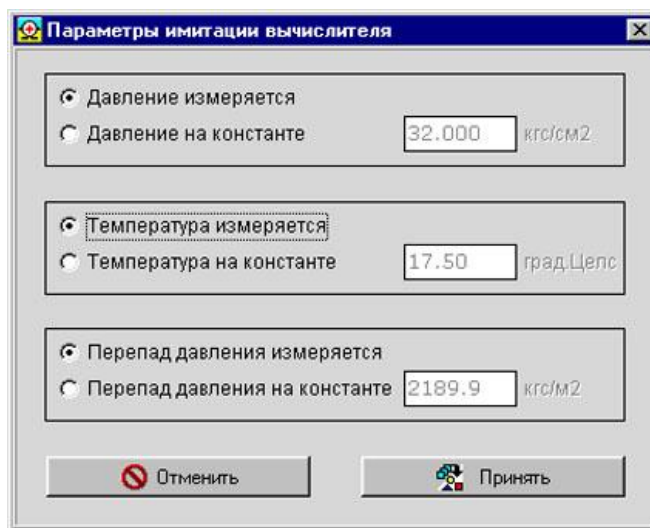 Параметры имитации вычислителя
Давление измеряется
Давление на константе 32.000 кгс/см2
Температура измеряется
Температура на константе 17.50 град.Цепс
Перепад давления измеряется
Перепад давления на константе 2189.9 кгс/м2
Отменить Принять